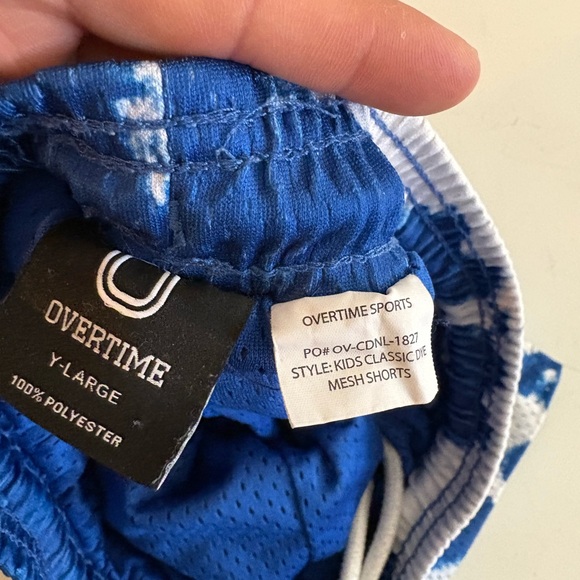 OVERTIME
Y-LARGE
100% POLYESTER
OVERTIME SPORTS
PO# OV-CDNL-1827
STYLE: KIDS CLASSIC DYE
MESH SHORTS